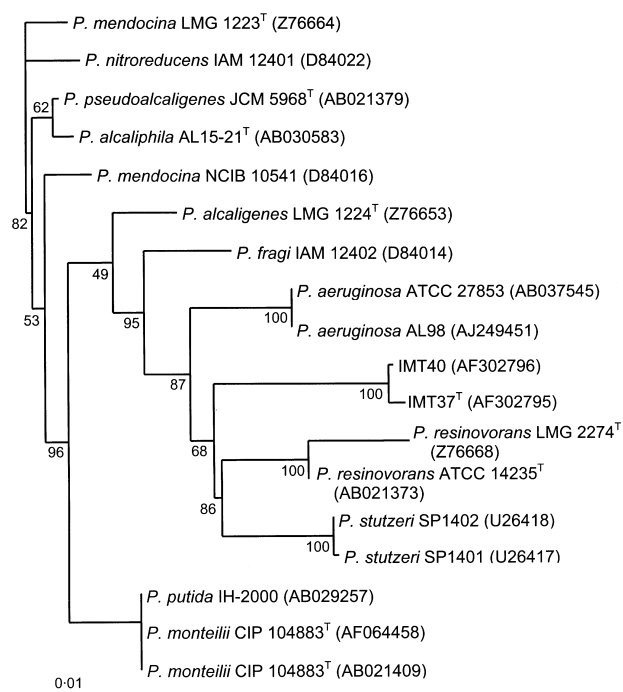 P. mendocina LMG 1223T (Z76664)
P. nitroreducens IAM 12401 (D84022)
62
P. pseudoalcaligenes JCM 5968T (AB021379)
P. alcaliphila AL15-21T (AB030583)
P. mendocina NCIB 10541 (D84016)
82
P. alcaligenes LMG 1224T (Z76653)
P. fragi IAM 12402 (D84014)
49
P. aeruginosa ATCC 27853 (AB037545)
53
95
100
P. aeruginosa AL98 (AJ249451)
IMT40 (AF302796)
87
100
IMT37T (AF302795)
P. resinovorans LMG 2274T
(Z76668)
96
68
100
P. resinovorans ATCC 14235T
(AB021373)
86
P. stutzeri SP1402 (U26418)
100
P. stutzeri SP1401 (U26417)
P. putida IH-2000 (AB029257)
P. monteilii CIP 104883T (AF064458)
P. monteilii CIP 104883T (AB021409)
0·01